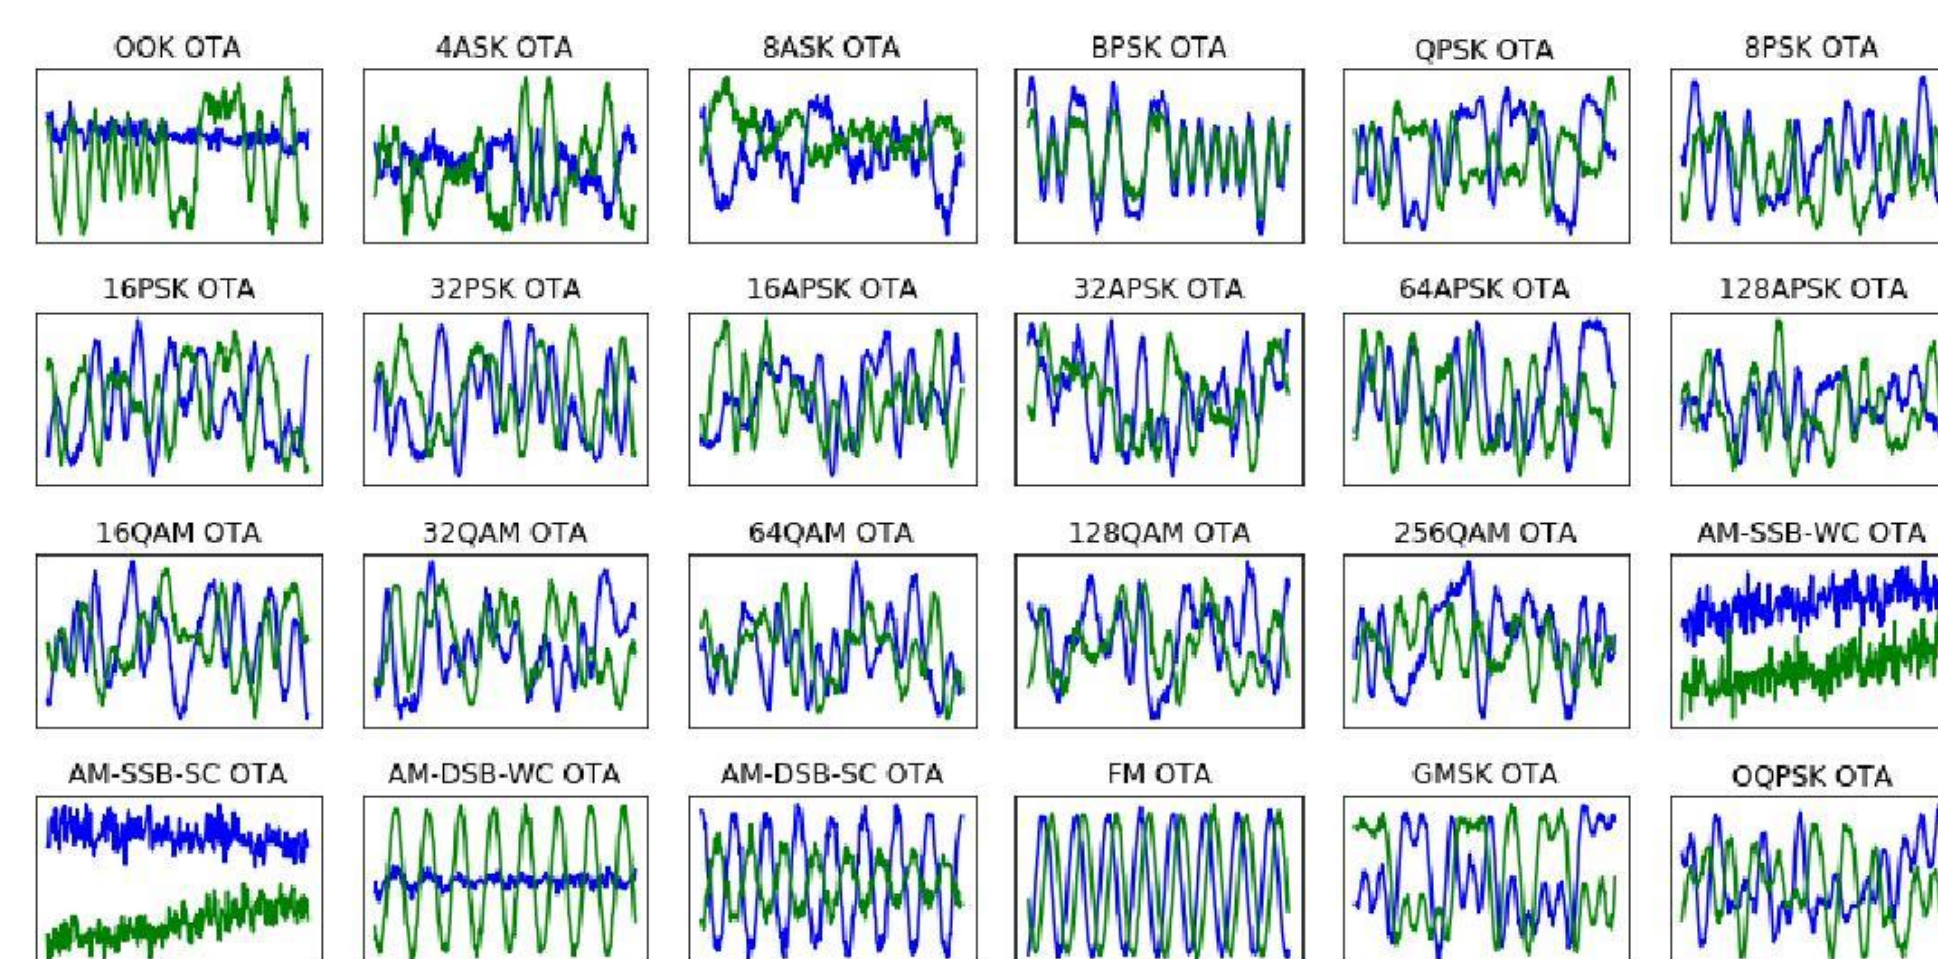 OOK OTA 4ASK OTA 8ASK OTA BPSK OTA QPSK OTA 8PSK OTA
16PSK OTA 32PSK OTA 16APSK OTA 32APSK OTA 64APSK OTA 128APSK OTA
16QAM OTA 32QAM OTA 64QAM OTA 128QAM OTA 256QAM OTA AM-SSB-WC OTA
AM-SSB-SC OTA AM-DSB-WC OTA AM-DSB-SC OTA FM OTA GMSK OTA OQPSK OTA